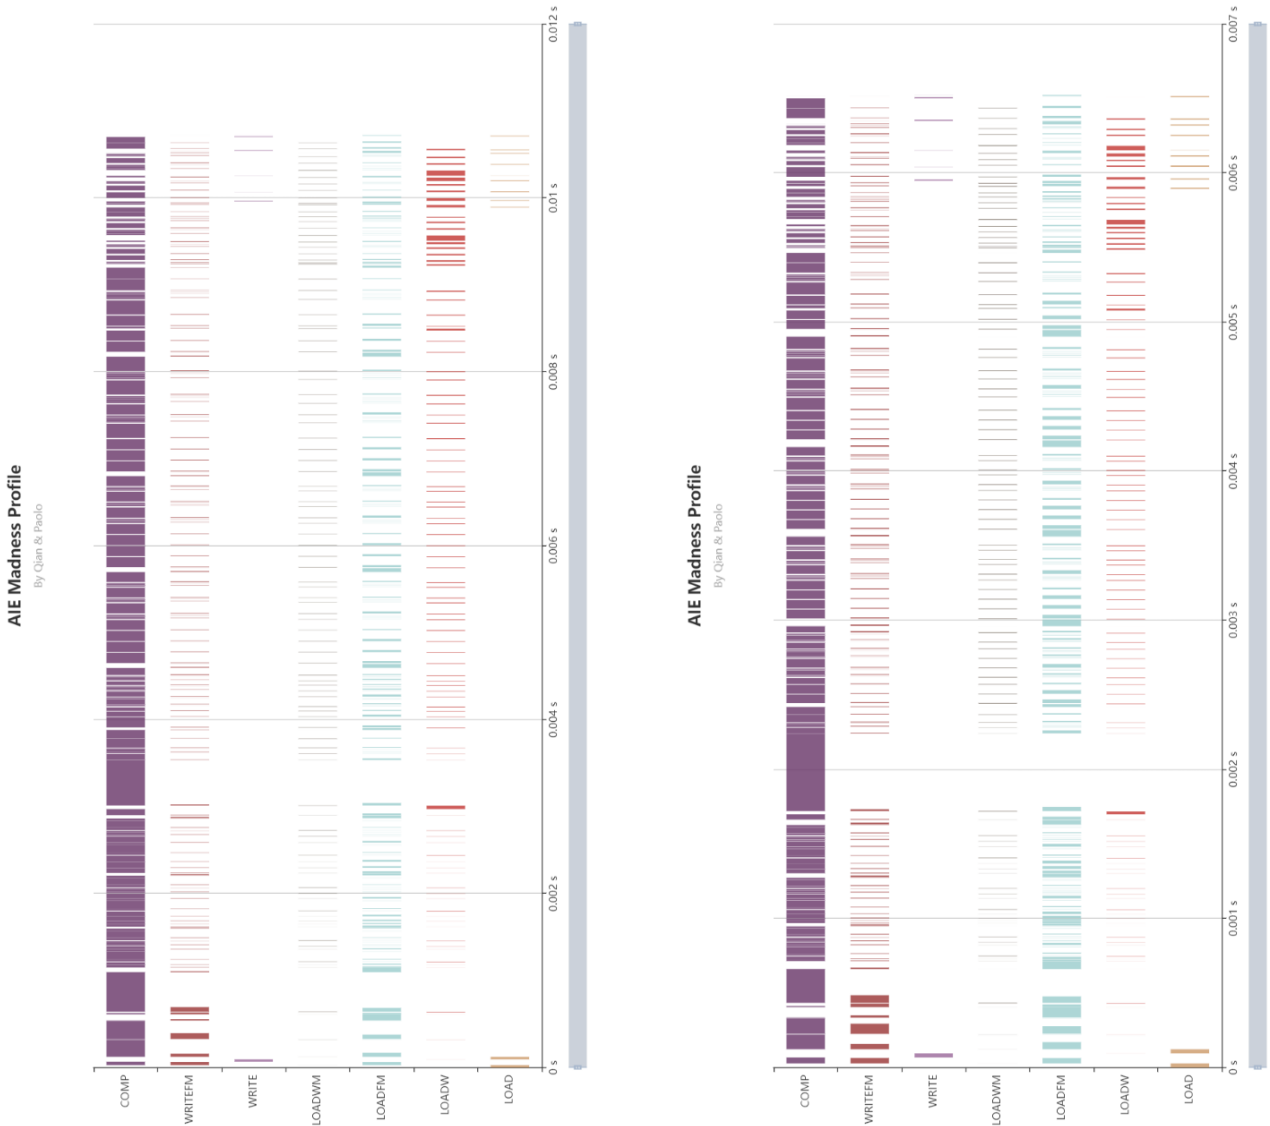 AIE Madness Profile
By Qian & Paolo
COMP
WRITEFM
WRITE
LOADWM
LOADFM
LOADW
LOAD
0 s
0.002 s
0.004 s
0.006 s
0.008 s
0.01 s
0.012 s
AIE Madness Profile
By Qian & Paolo
COMP
WRITEFM
WRITE
LOADWM
LOADFM
LOADW
LOAD
0 s
0.001 s
0.002 s
0.003 s
0.004 s
0.005 s
0.006 s
0.007 s